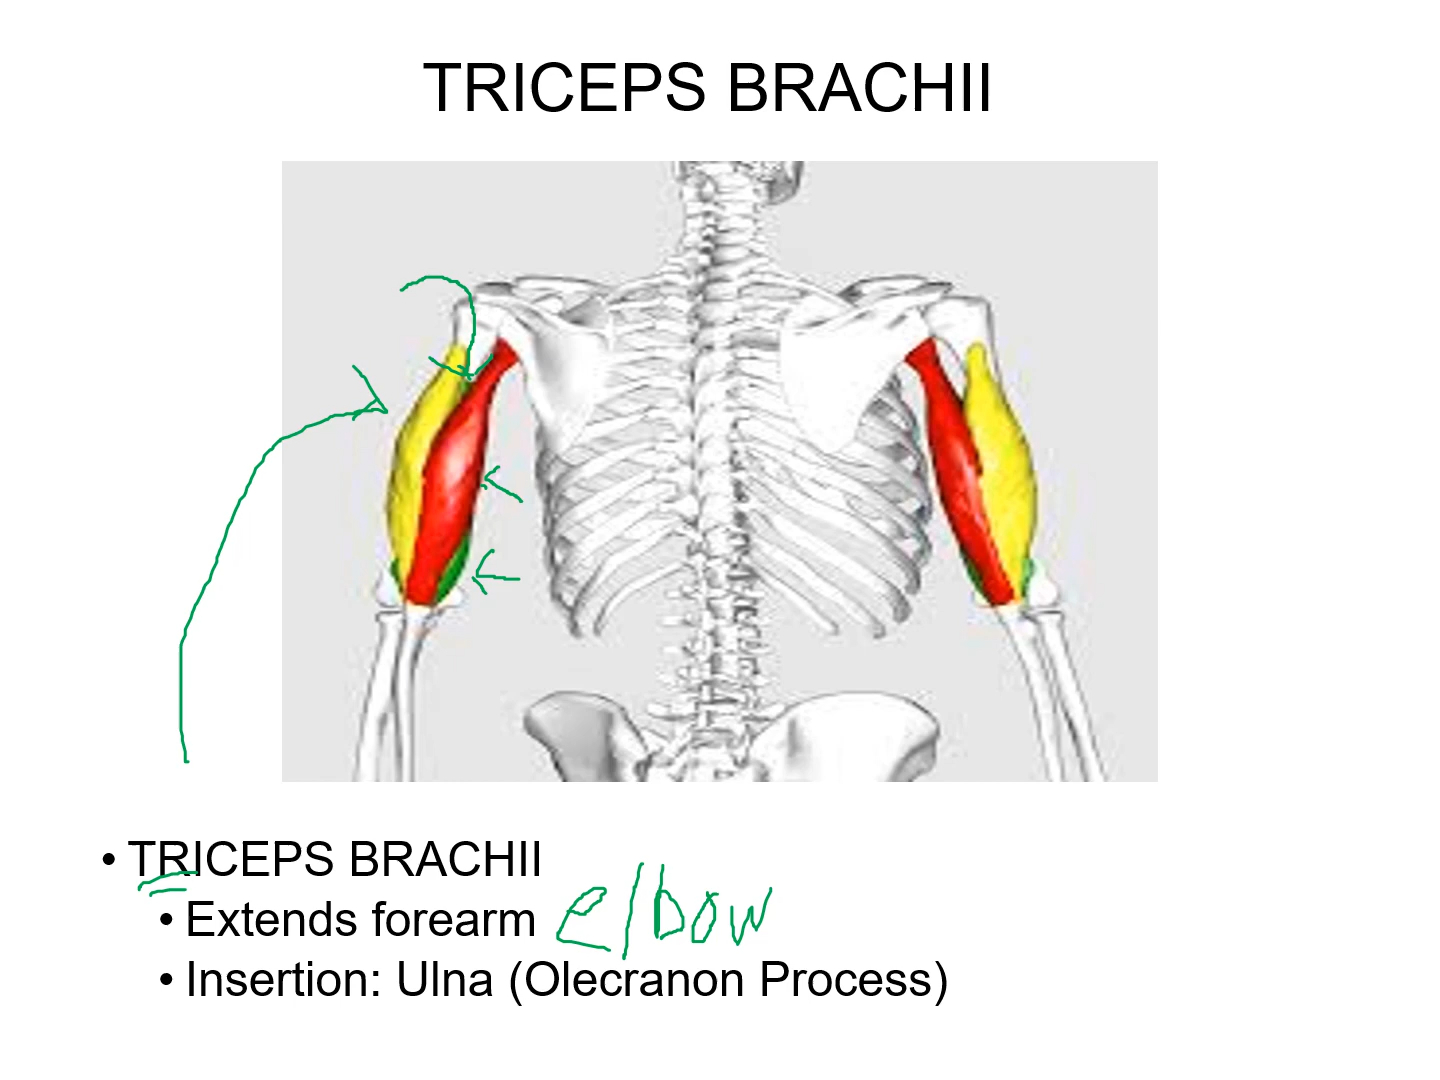 TRICEPS BRACHII
• TRICEPS BRACHII
• Extends forearm elbow
• Insertion: Ulna (Olecranon Process)